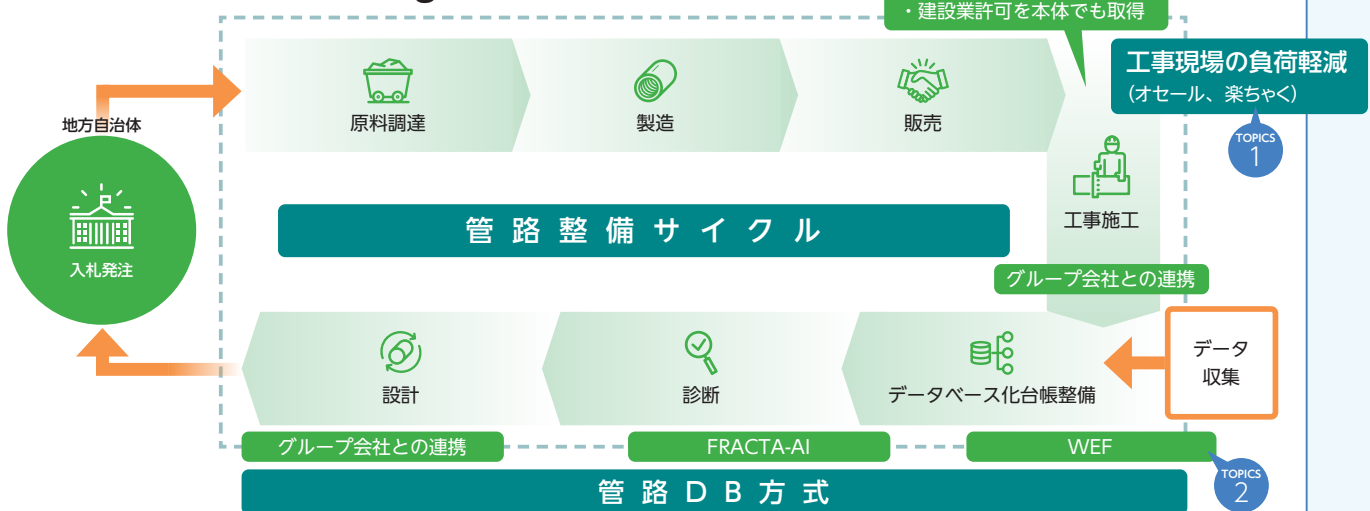 ・建設業許可を本体でも取得
工事現場の負荷軽減
(オセール、楽ちゃく)
TOPICS
1
地方自治体
入札発注
原料調達
製造
販売
工事施工
管路整備サイクル
グループ会社との連携
データ
収集
設計
診断
データベース化台帳整備
グループ会社との連携
FRACTA-AI
WEF
TOPICS
2
管路DB方式